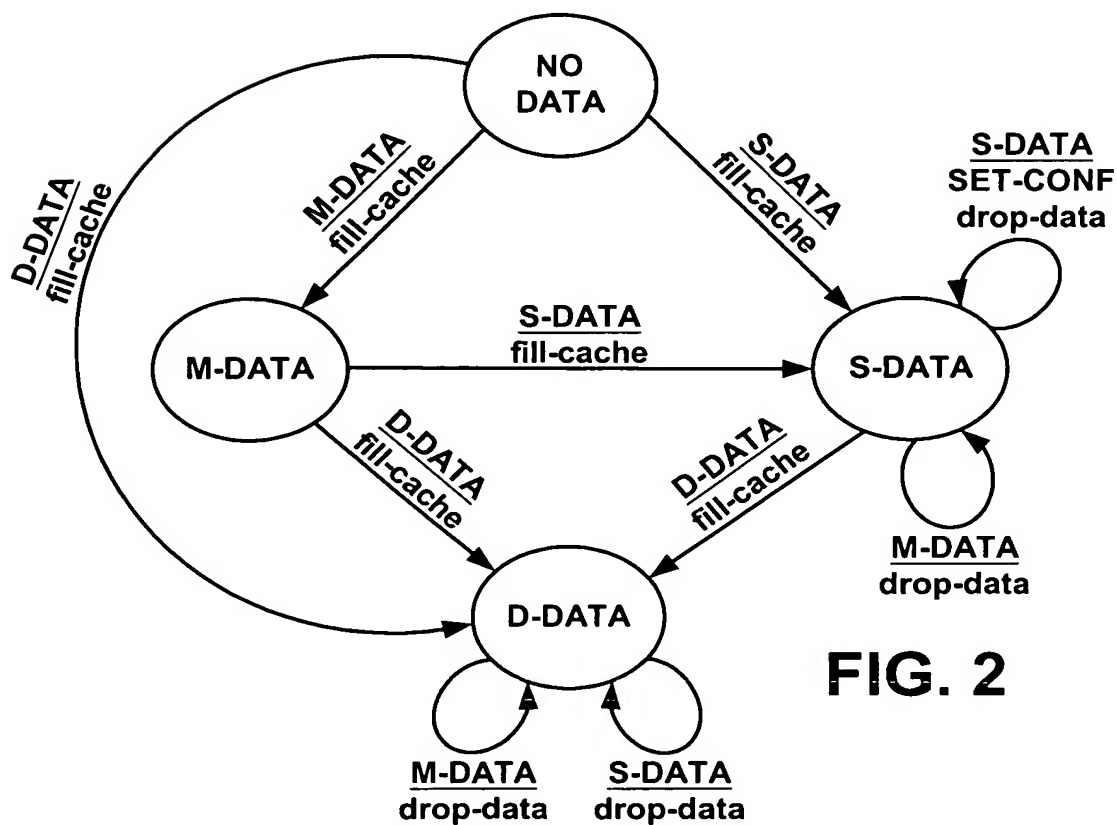 NO
DATA
D-DATA
fill-cache
M-DATA
fill-cache
S-DATA
fill-cache
S-DATA
SET-CONF
drop-data
M-DATA
S-DATA
fill-cache
S-DATA
D-DATA
fill-cache
D-DATA
fill-cache
M-DATA
drop-data
D-DATA
FIG. 2
M-DATA
drop-data
S-DATA
drop-data